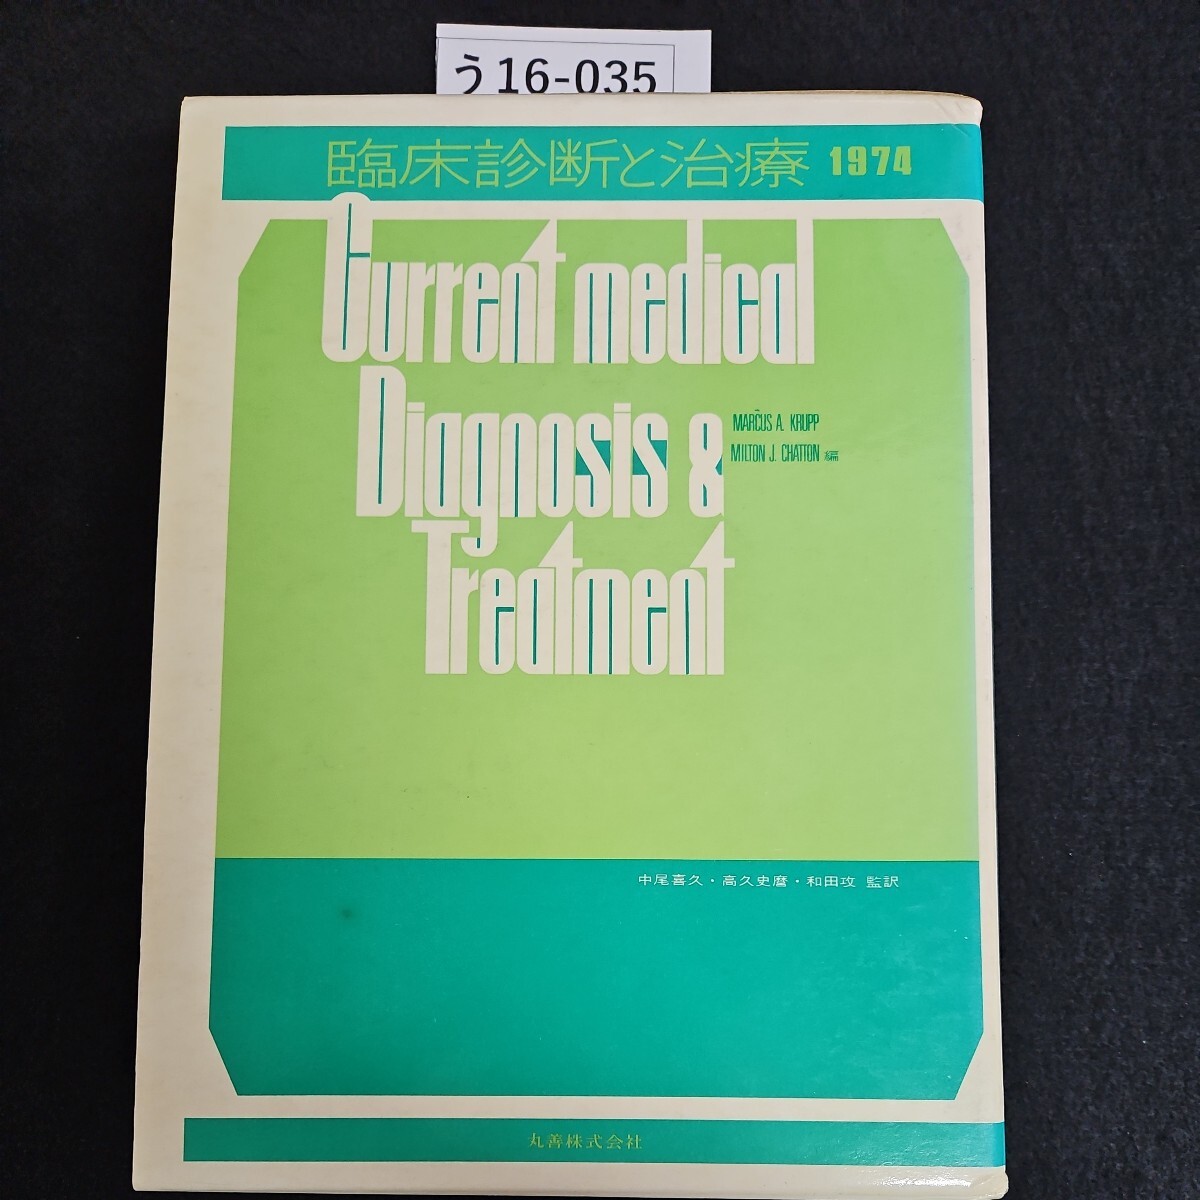 う16-035
臨床診断と治療 1974
Current medical
Diagnosis &
Treatment
MARCUS A. KRUPP
MILTON J. CHATTON 編
中尾喜久・高久史麿・和田攻 監訳
丸善株式会社